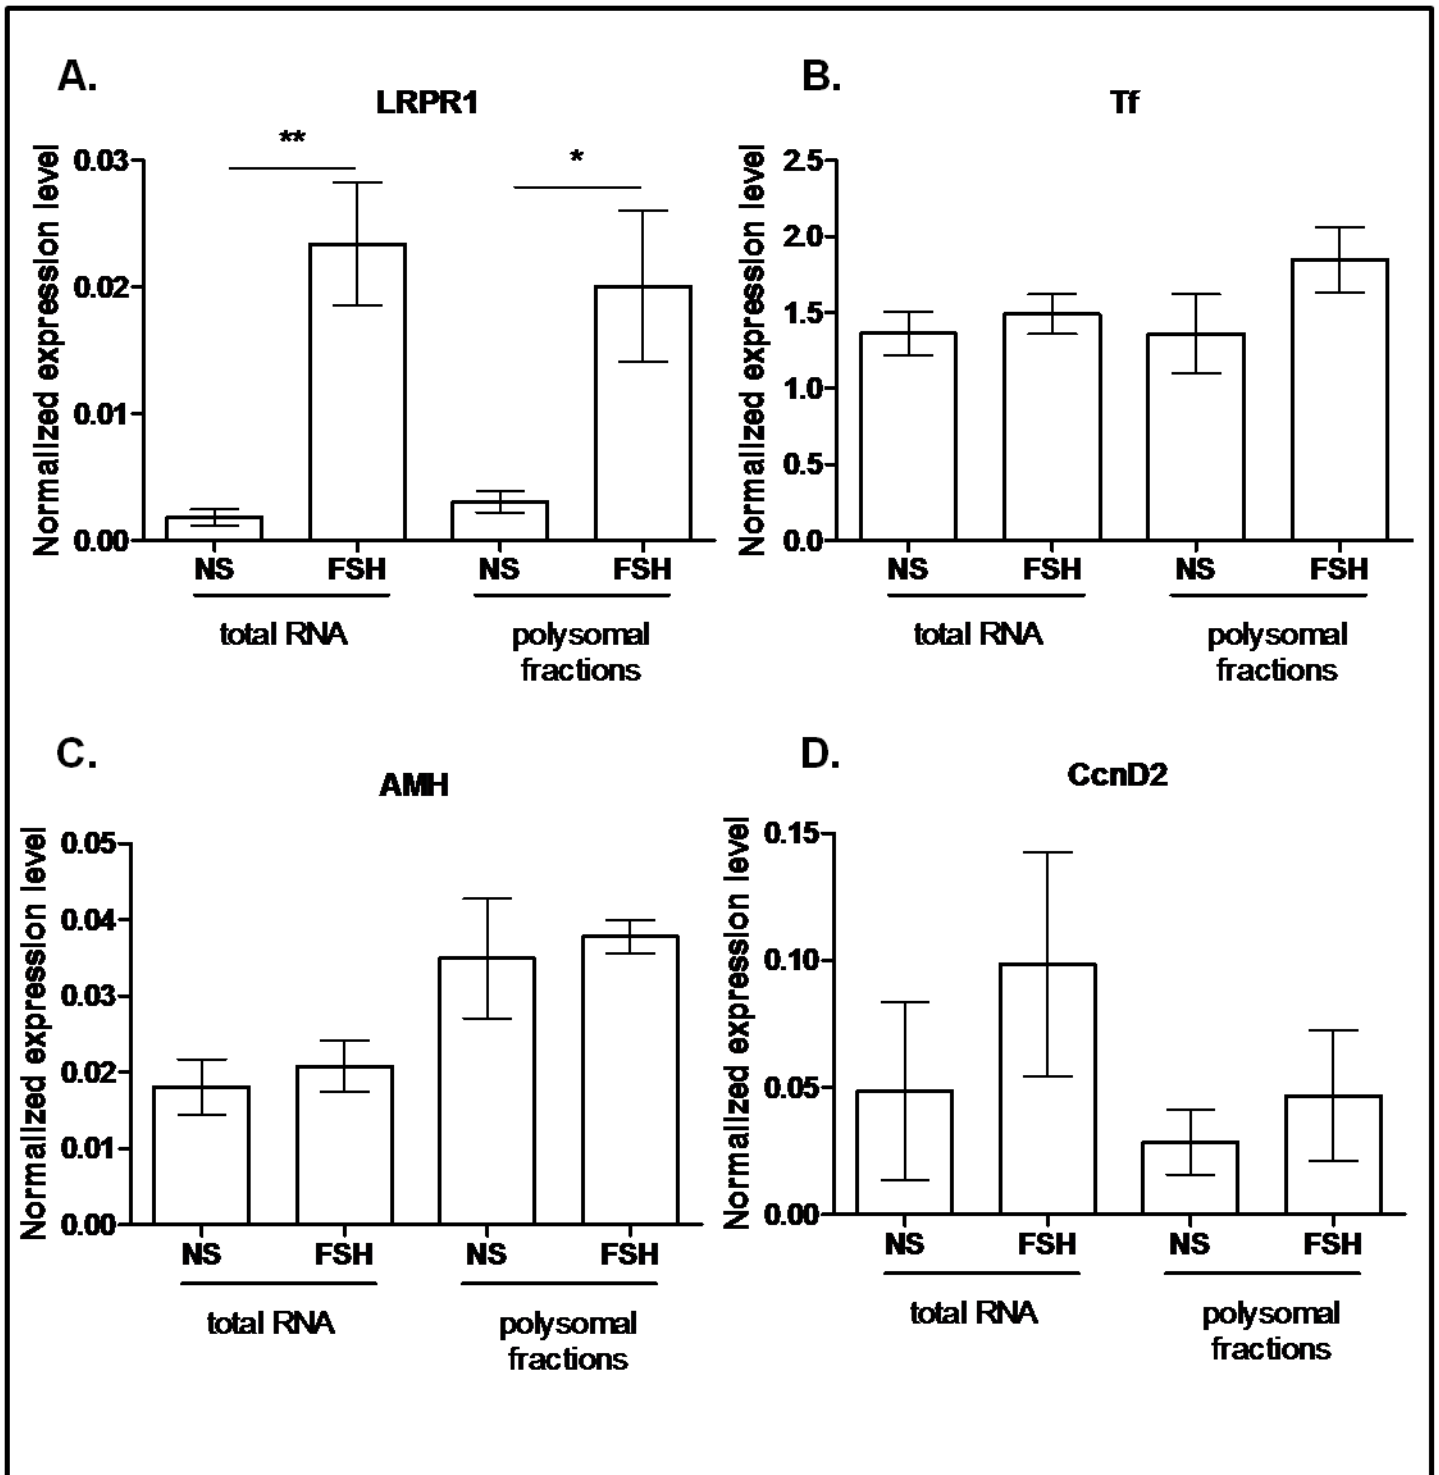 A.
LRPR1
Normalized expression level
0.03
0.02
0.01
0.00
**
*
NS
FSH
NS
FSH
total RNA
polysomal
fractions
B.
Tf
Normalized expression level
2.5
2.0
1.5
1.0
0.5
0.0
NS
FSH
NS
FSH
total RNA
polysomal
fractions
C.
AMH
Normalized expression level
0.05
0.04
0.03
0.02
0.01
0.00
NS
FSH
NS
FSH
total RNA
polysomal
fractions
D.
CcnD2
Normalized expression level
0.15
0.10
0.05
0.00
NS
FSH
NS
FSH
total RNA
polysomal
fractions